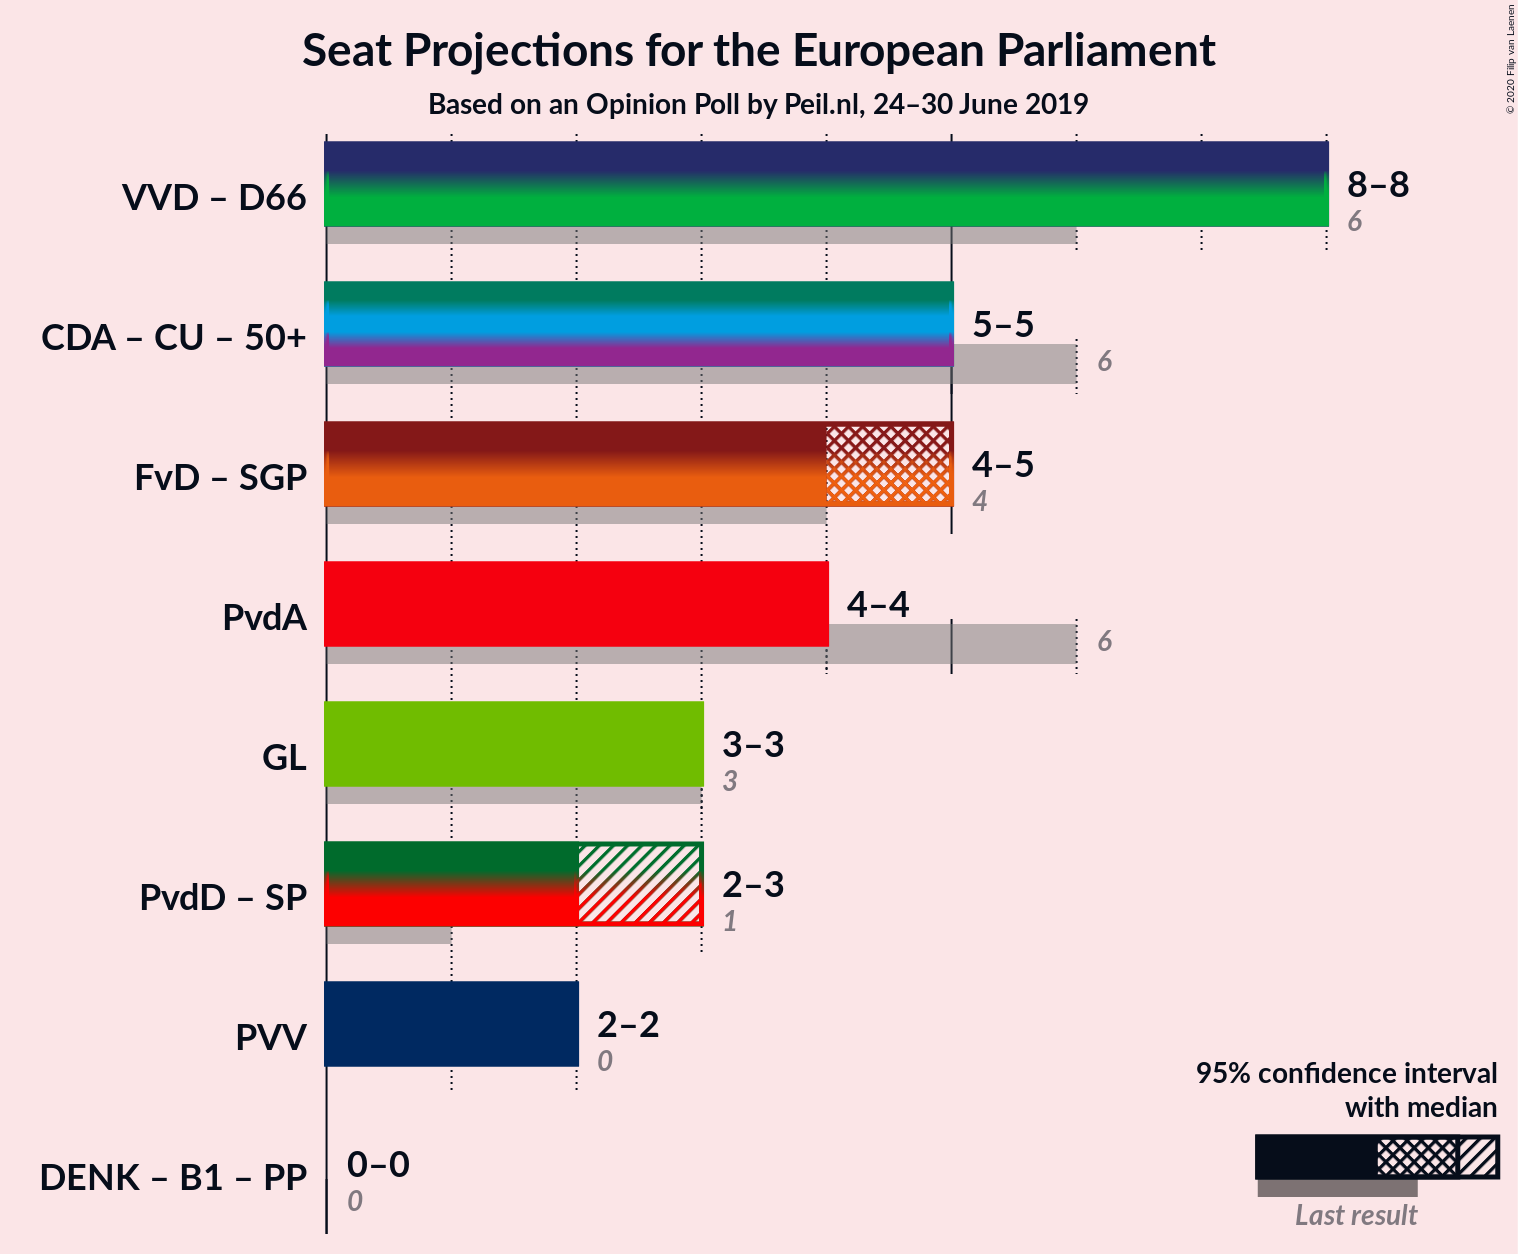 Seat Projections for the European Parliament
Based on an Opinion Poll by Peil.nl, 24–30 June 2019
© 2020 Filip van Laenen
VVD – D66
8–8
6
CDA – CU – 50+
5–5
6
FvD – SGP
4–5
4
PvdA
4–4
6
GL
3–3
3
PvdD – SP
2–3
1
PVV
2–2
0
DENK – B1 – PP
0–0
0
95% confidence interval
with median
Last result